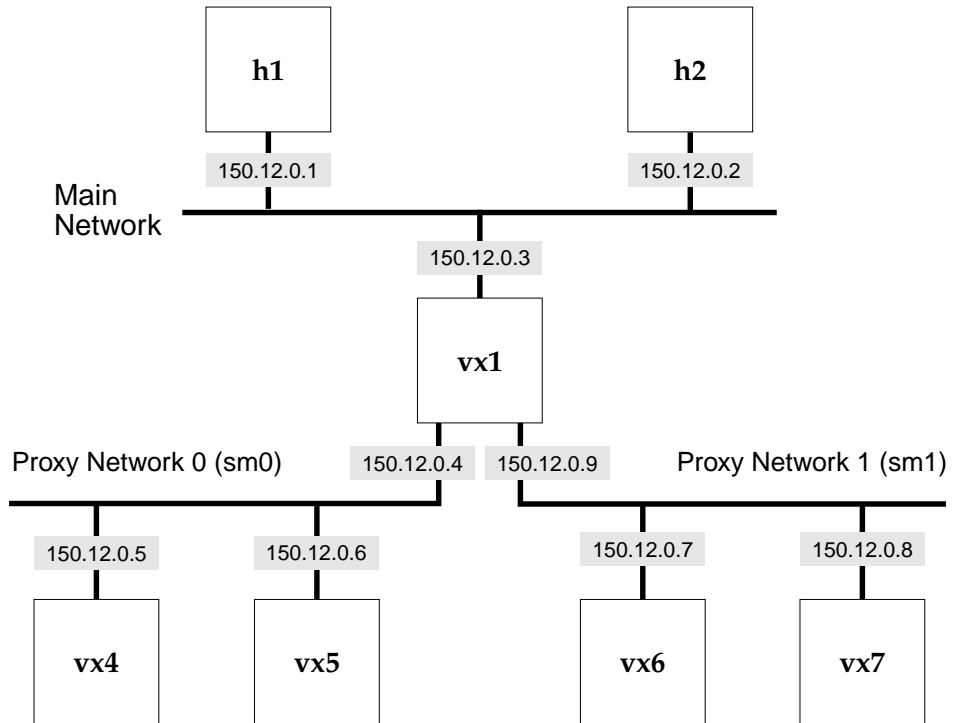 h1
h2
150.12.0.1
150.12.0.2
Main
Network
150.12.0.3
vx1
Proxy Network 0 (sm0)
150.12.0.4
150.12.0.9
Proxy Network 1 (sm1)
150.12.0.5
150.12.0.6
150.12.0.7
150.12.0.8
vx4
vx5
vx6
vx7